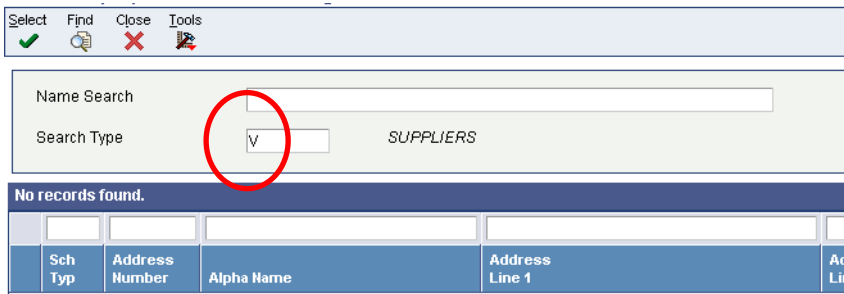 Select Find Close Tools
Name Search
Search Type V SUPPLIERS
No records found.
Sch Typ Address Number Alpha Name Address Line 1